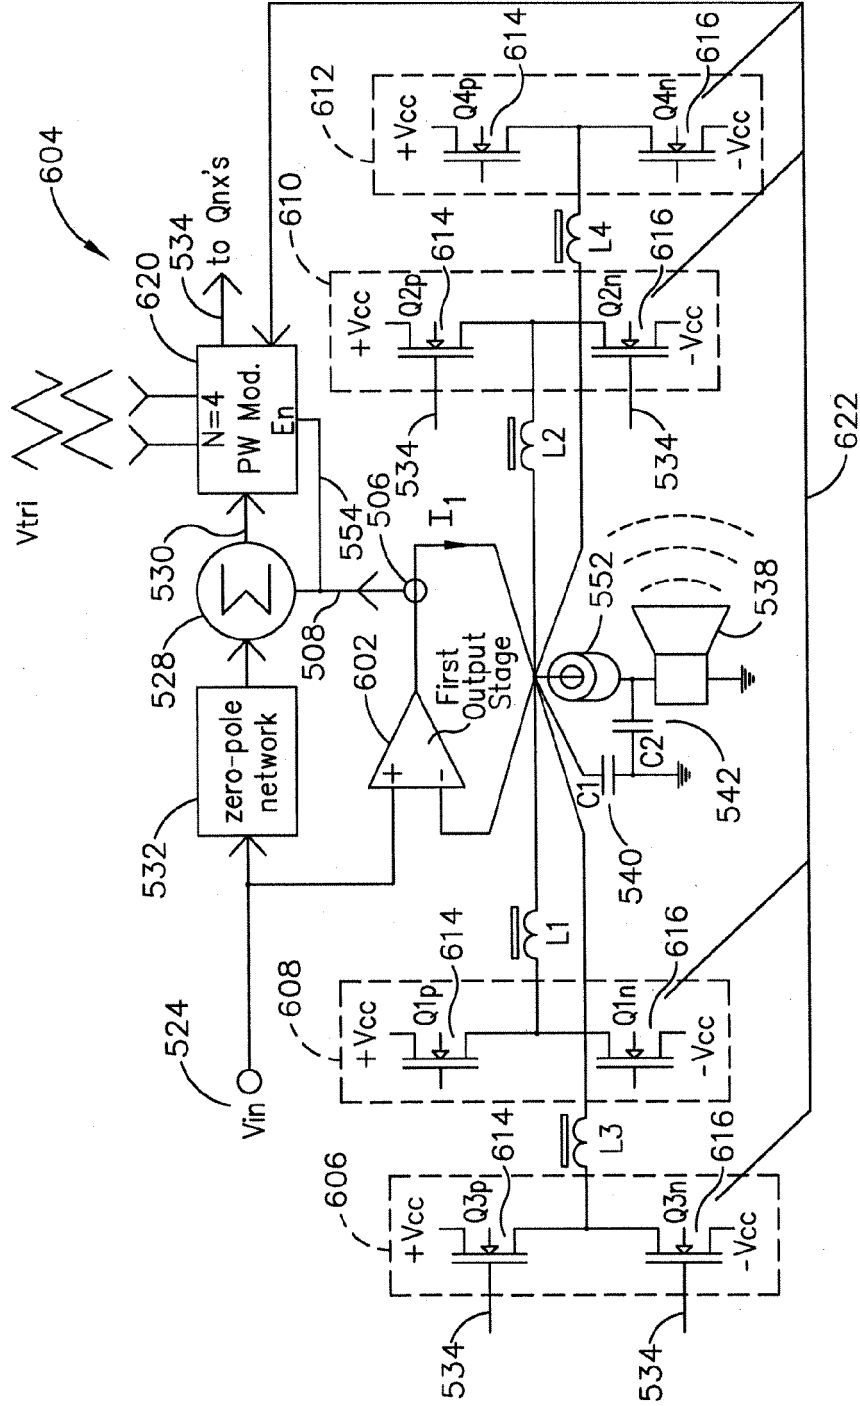 604
Vtri
620
534
to Qnx's
N=4
PW Mod.
En
530
528
Σ
532
zero-pole
network
524
Vin
554
506
508
602
First
Output
Stage
+
-
I1
612
+Vcc
Q4p
614
Q4n
616
-Vcc
L4
610
+Vcc
Q2p
614
534
Q2n
616
-Vcc
534
L2
622
552
538
C2
542
C1
540
608
+Vcc
Q1p
614
L1
Q1n
616
-Vcc
606
+Vcc
Q3p
614
L3
Q3n
616
-Vcc
534
534